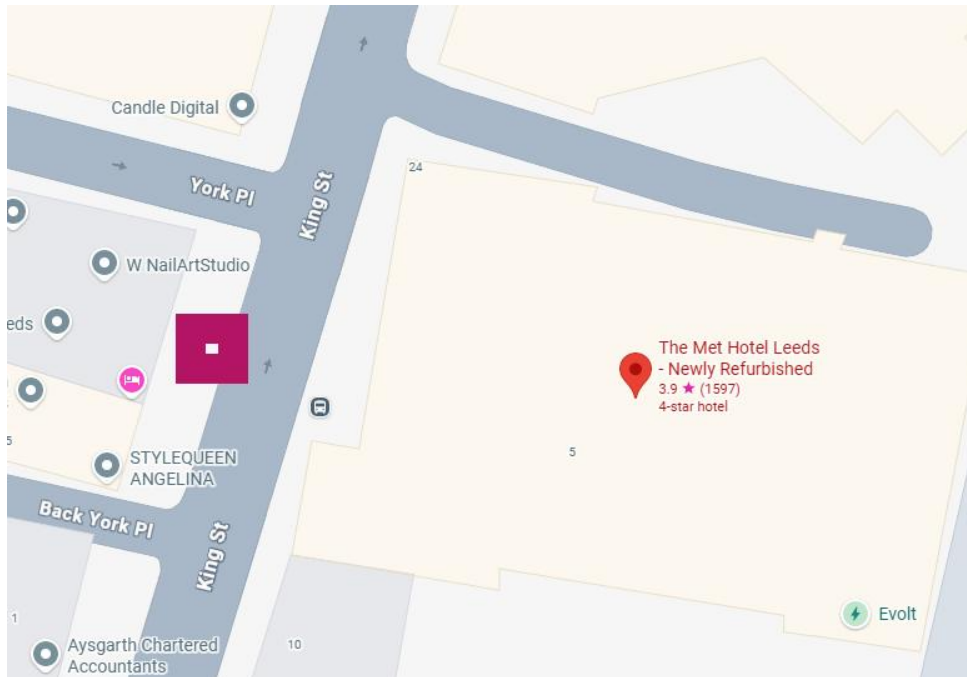 Candle Digital
York Pl
King St
24
W NailArtStudio
eds
The Met Hotel Leeds
- Newly Refurbished
3.9 ★ (1597)
4-star hotel
5
5
STYLEQUEEN
ANGELINA
Back York Pl
King St
Evolt
1
10
Aysgarth Chartered
Accountants